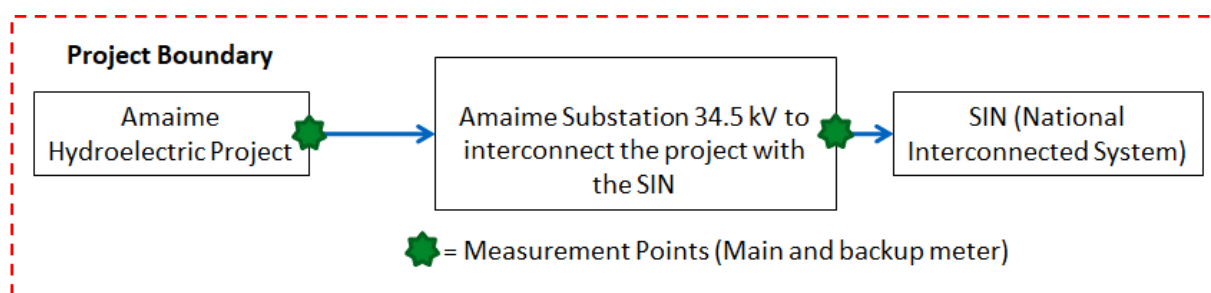 Project Boundary
Amaime
Hydroelectric Project
Amaime Substation 34.5 kV to
interconnect the project with
the SIN
SIN (National
Interconnected System)
= Measurement Points (Main and backup meter)